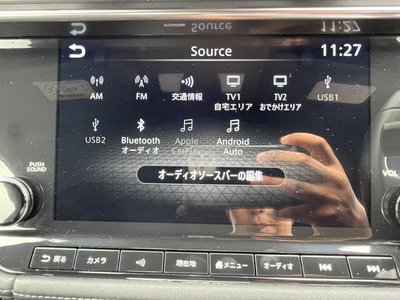 Source 11:27
AM FM 交通情報 TV1 TV2 USB1
自宅エリア おでかけエリア
USB2 Bluetooth Apple Android
オーディオ CarPlay Auto
オーディオソースバーの編集
PUSH
SOUND
VOL
戻る カメラ 現在地 メニュー オーディオ